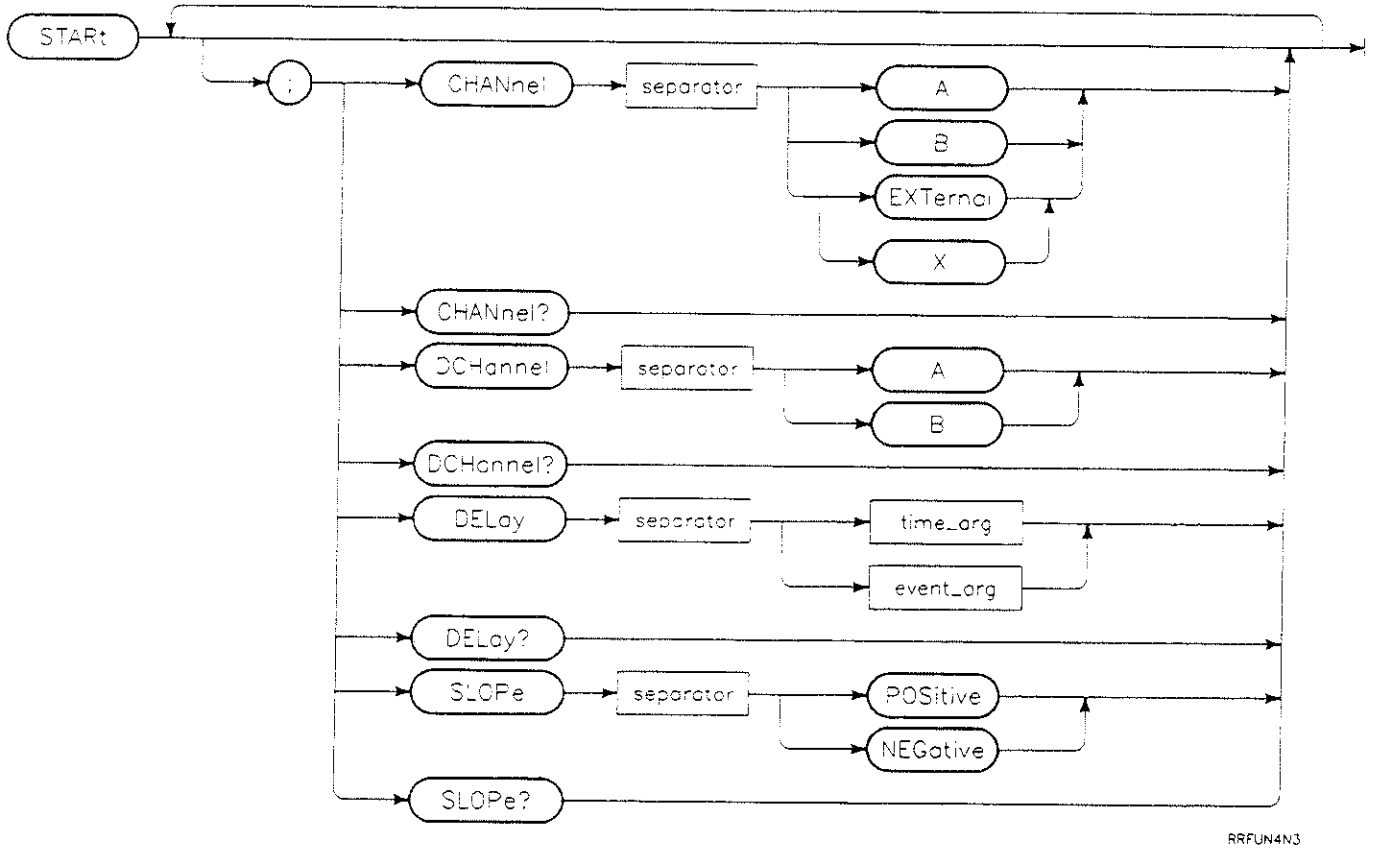 STARt
;
CHANnel
separator
A
B
EXTernal
X
CHANnel?
DCHannel
separator
A
B
DCHannel?
DELay
separator
time_arg
event_arg
DELay?
SLOPe
separator
POSitive
NEGative
SLOPe?
RRFUN4N3